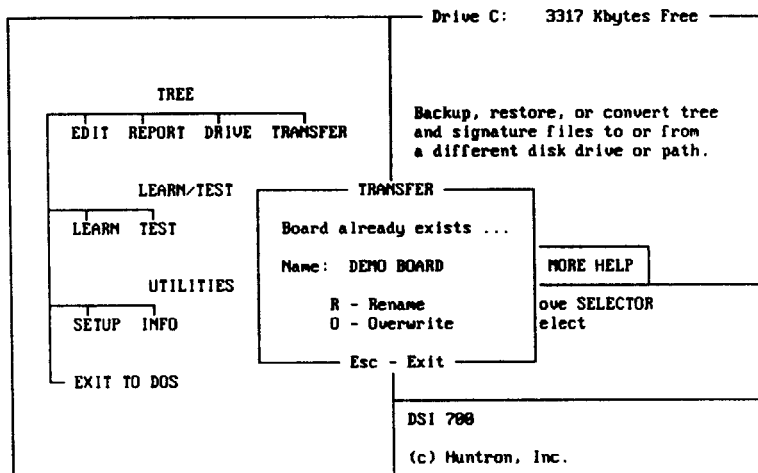 Drive C: 3317 Kbytes Free
TREE
EDIT REPORT DRIVE TRANSFER
Backup, restore, or convert tree
and signature files to or from
a different disk drive or path.
LEARN/TEST
LEARN TEST
UTILITIES
SETUP INFO
EXIT TO DOS
TRANSFER
Board already exists ...
Name: DEMO BOARD
R - Rename
O - Overwrite
Esc - Exit
MORE HELP
ove SELECTOR
elect
DSI 700
(c) Huntron, Inc.